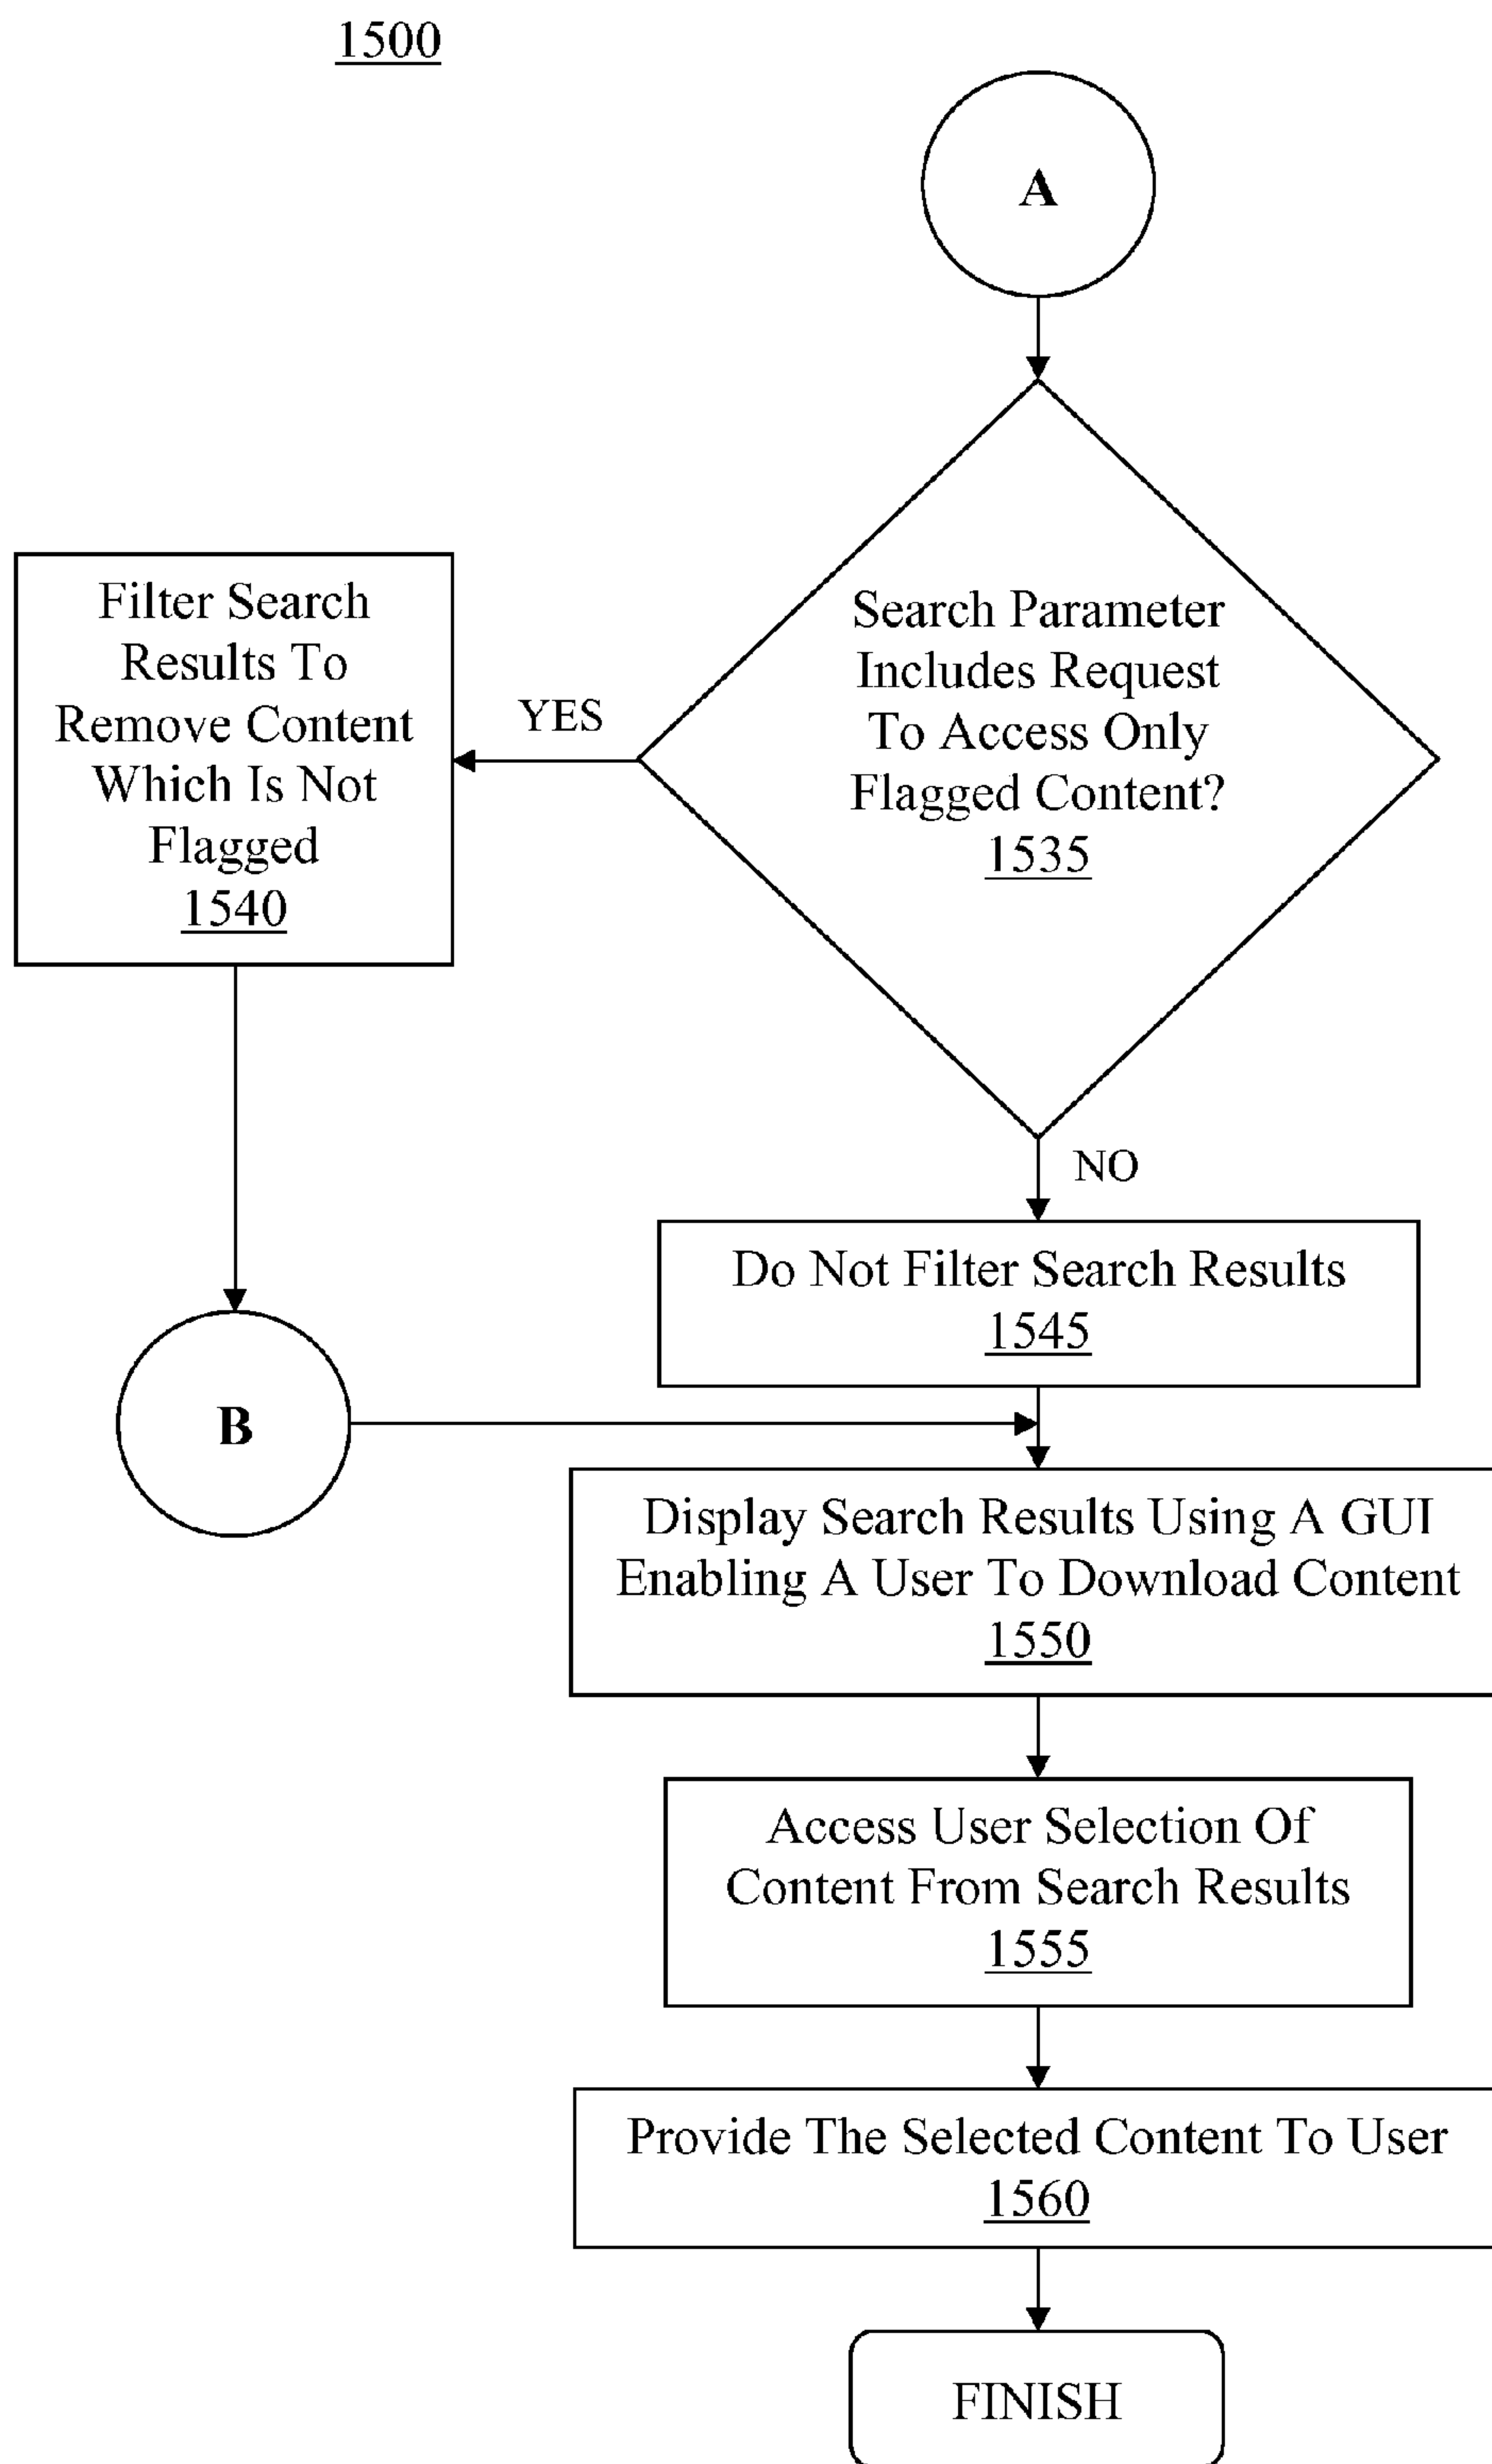 1500
A
Search Parameter
Includes Request
To Access Only
Flagged Content?
1535
YES
Filter Search
Results To
Remove Content
Which Is Not
Flagged
1540
NO
Do Not Filter Search Results
1545
B
Display Search Results Using A GUI
Enabling A User To Download Content
1550
Access User Selection Of
Content From Search Results
1555
Provide The Selected Content To User
1560
FINISH